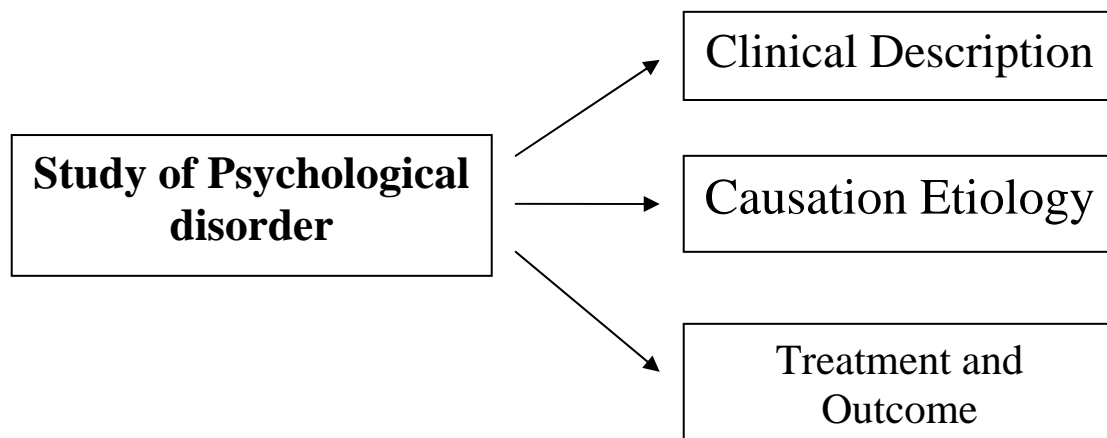 Clinical Description
Study of Psychological
disorder
Causation Etiology
Treatment and
Outcome